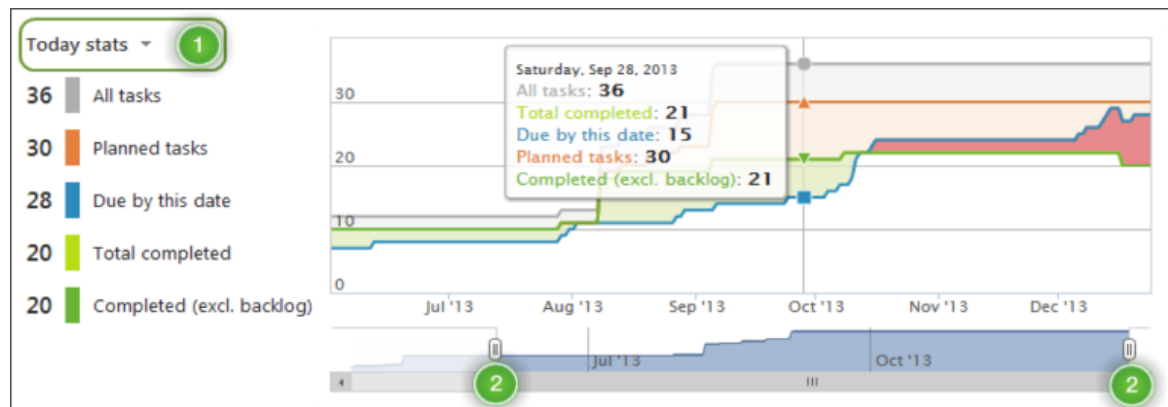 Today stats
1
36 All tasks
30 Planned tasks
28 Due by this date
20 Total completed
20 Completed (excl. backlog)
30
20
10
0
Saturday, Sep 28, 2013
All tasks: 36
Total completed: 21
Due by this date: 15
Planned tasks: 30
Completed (excl. backlog): 21
Jul '13 Aug '13 Sep '13 Oct '13 Nov '13 Dec '13
Jul '13 Oct '13
2 2